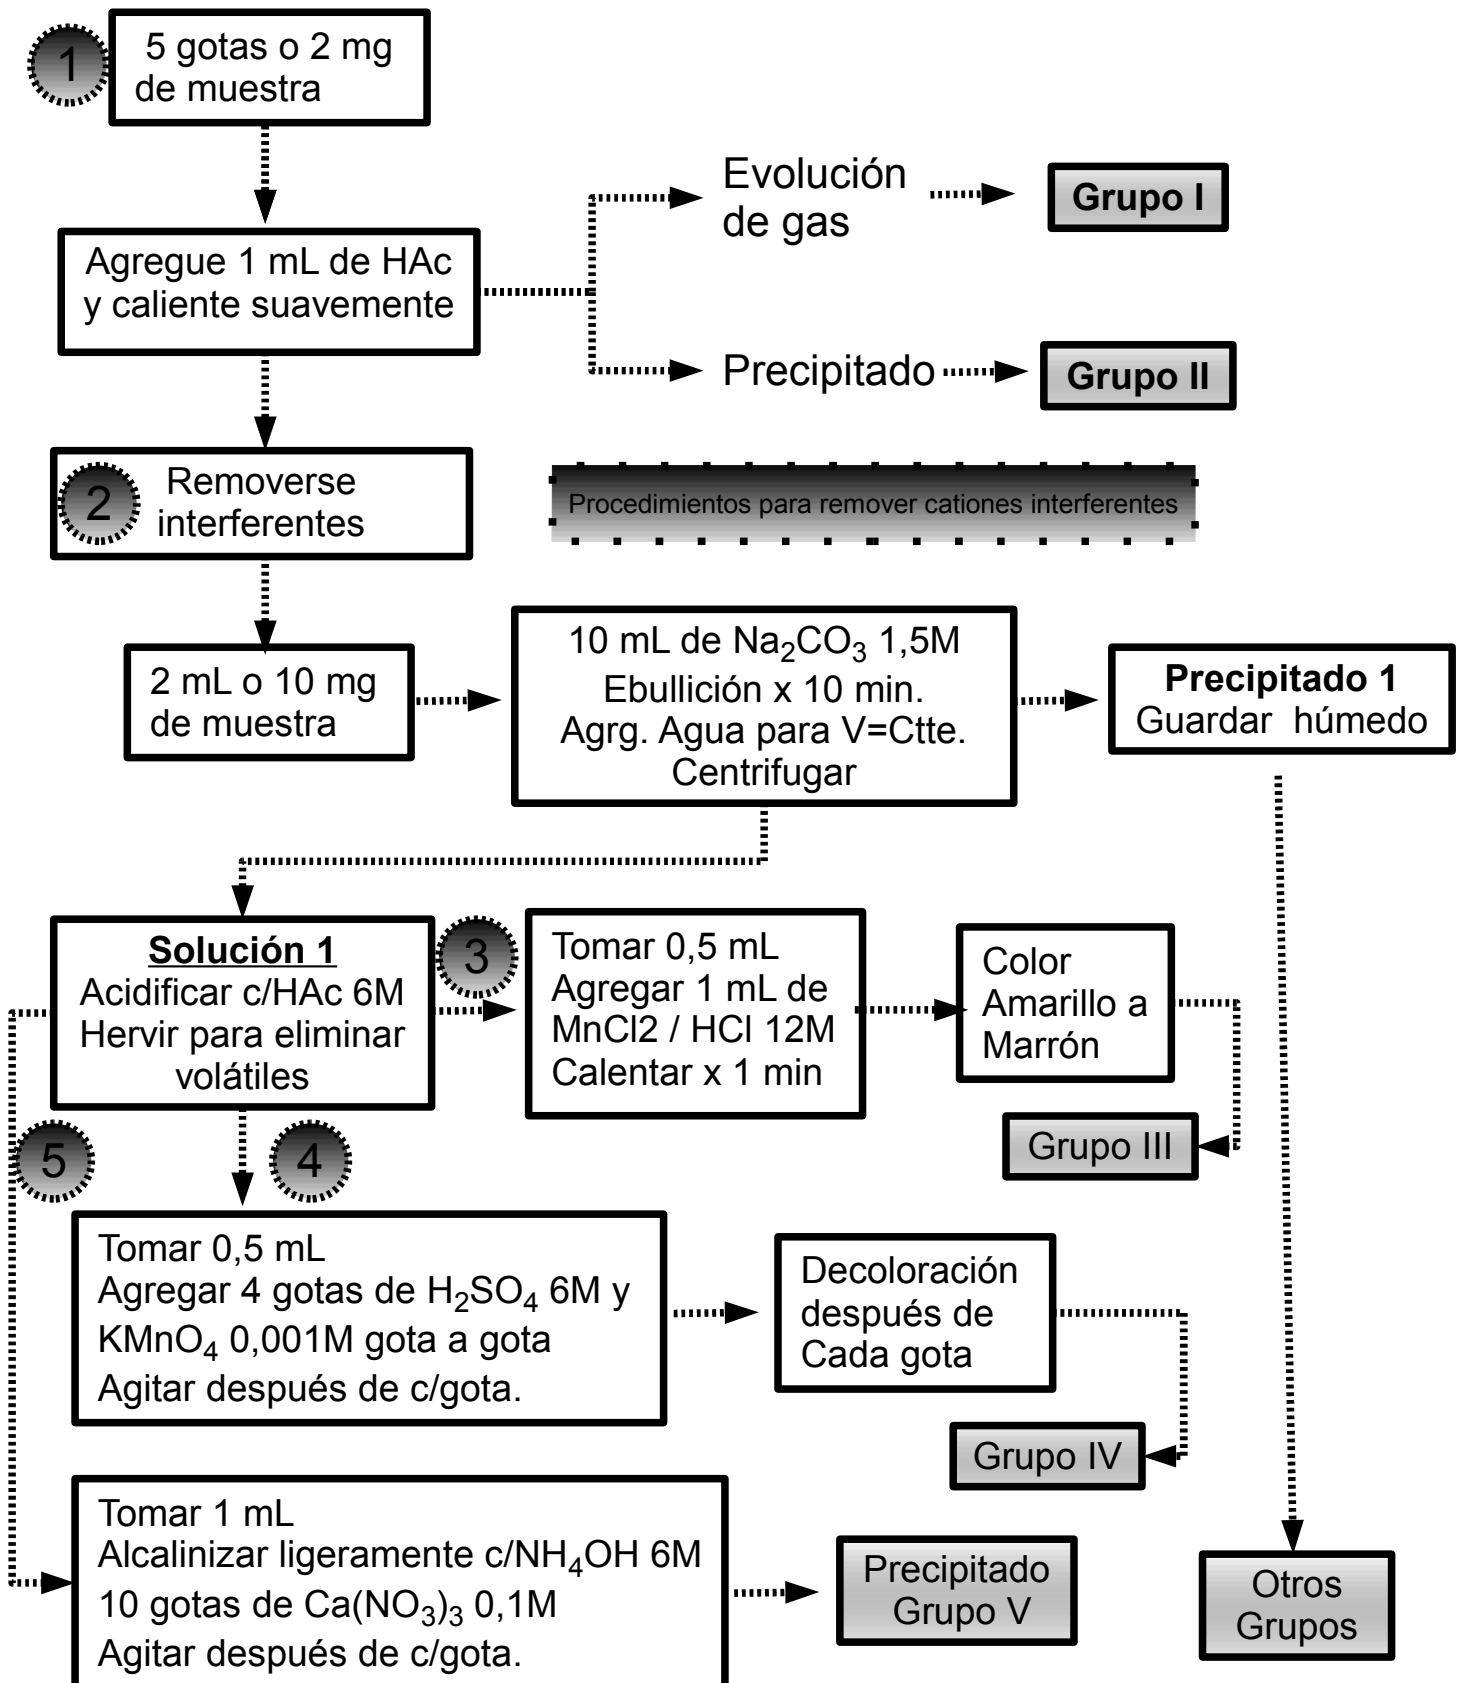 1
5 gotas o 2 mg
de muestra
Evolución
de gas
Grupo I
Agregue 1 mL de HAc
y caliente suavemente
Precipitado
Grupo II
2
Removerse
interferentes
Procedimientos para remover cationes interferentes
2 mL o 10 mg
de muestra
10 mL de Na₂CO₃ 1,5M
Ebullición x 10 min.
Agrg. Agua para V=Ctte.
Centrifugar
Precipitado 1
Guardar húmedo
Solución 1
Acidificar c/HAc 6M
Hervir para eliminar
volátiles
3
Tomar 0,5 mL
Agregar 1 mL de
MnCl2 / HCl 12M
Calentar x 1 min
Color
Amarillo a
Marrón
Grupo III
5
4
Tomar 0,5 mL
Agregar 4 gotas de H₂SO₄ 6M y
KMnO₄ 0,001M gota a gota
Agitar después de c/gota.
Decoloración
después de
Cada gota
Grupo IV
Tomar 1 mL
Alcalinizar ligeramente c/NH₄OH 6M
10 gotas de Ca(NO₃)₃ 0,1M
Agitar después de c/gota.
Precipitado
Grupo V
Otros
Grupos